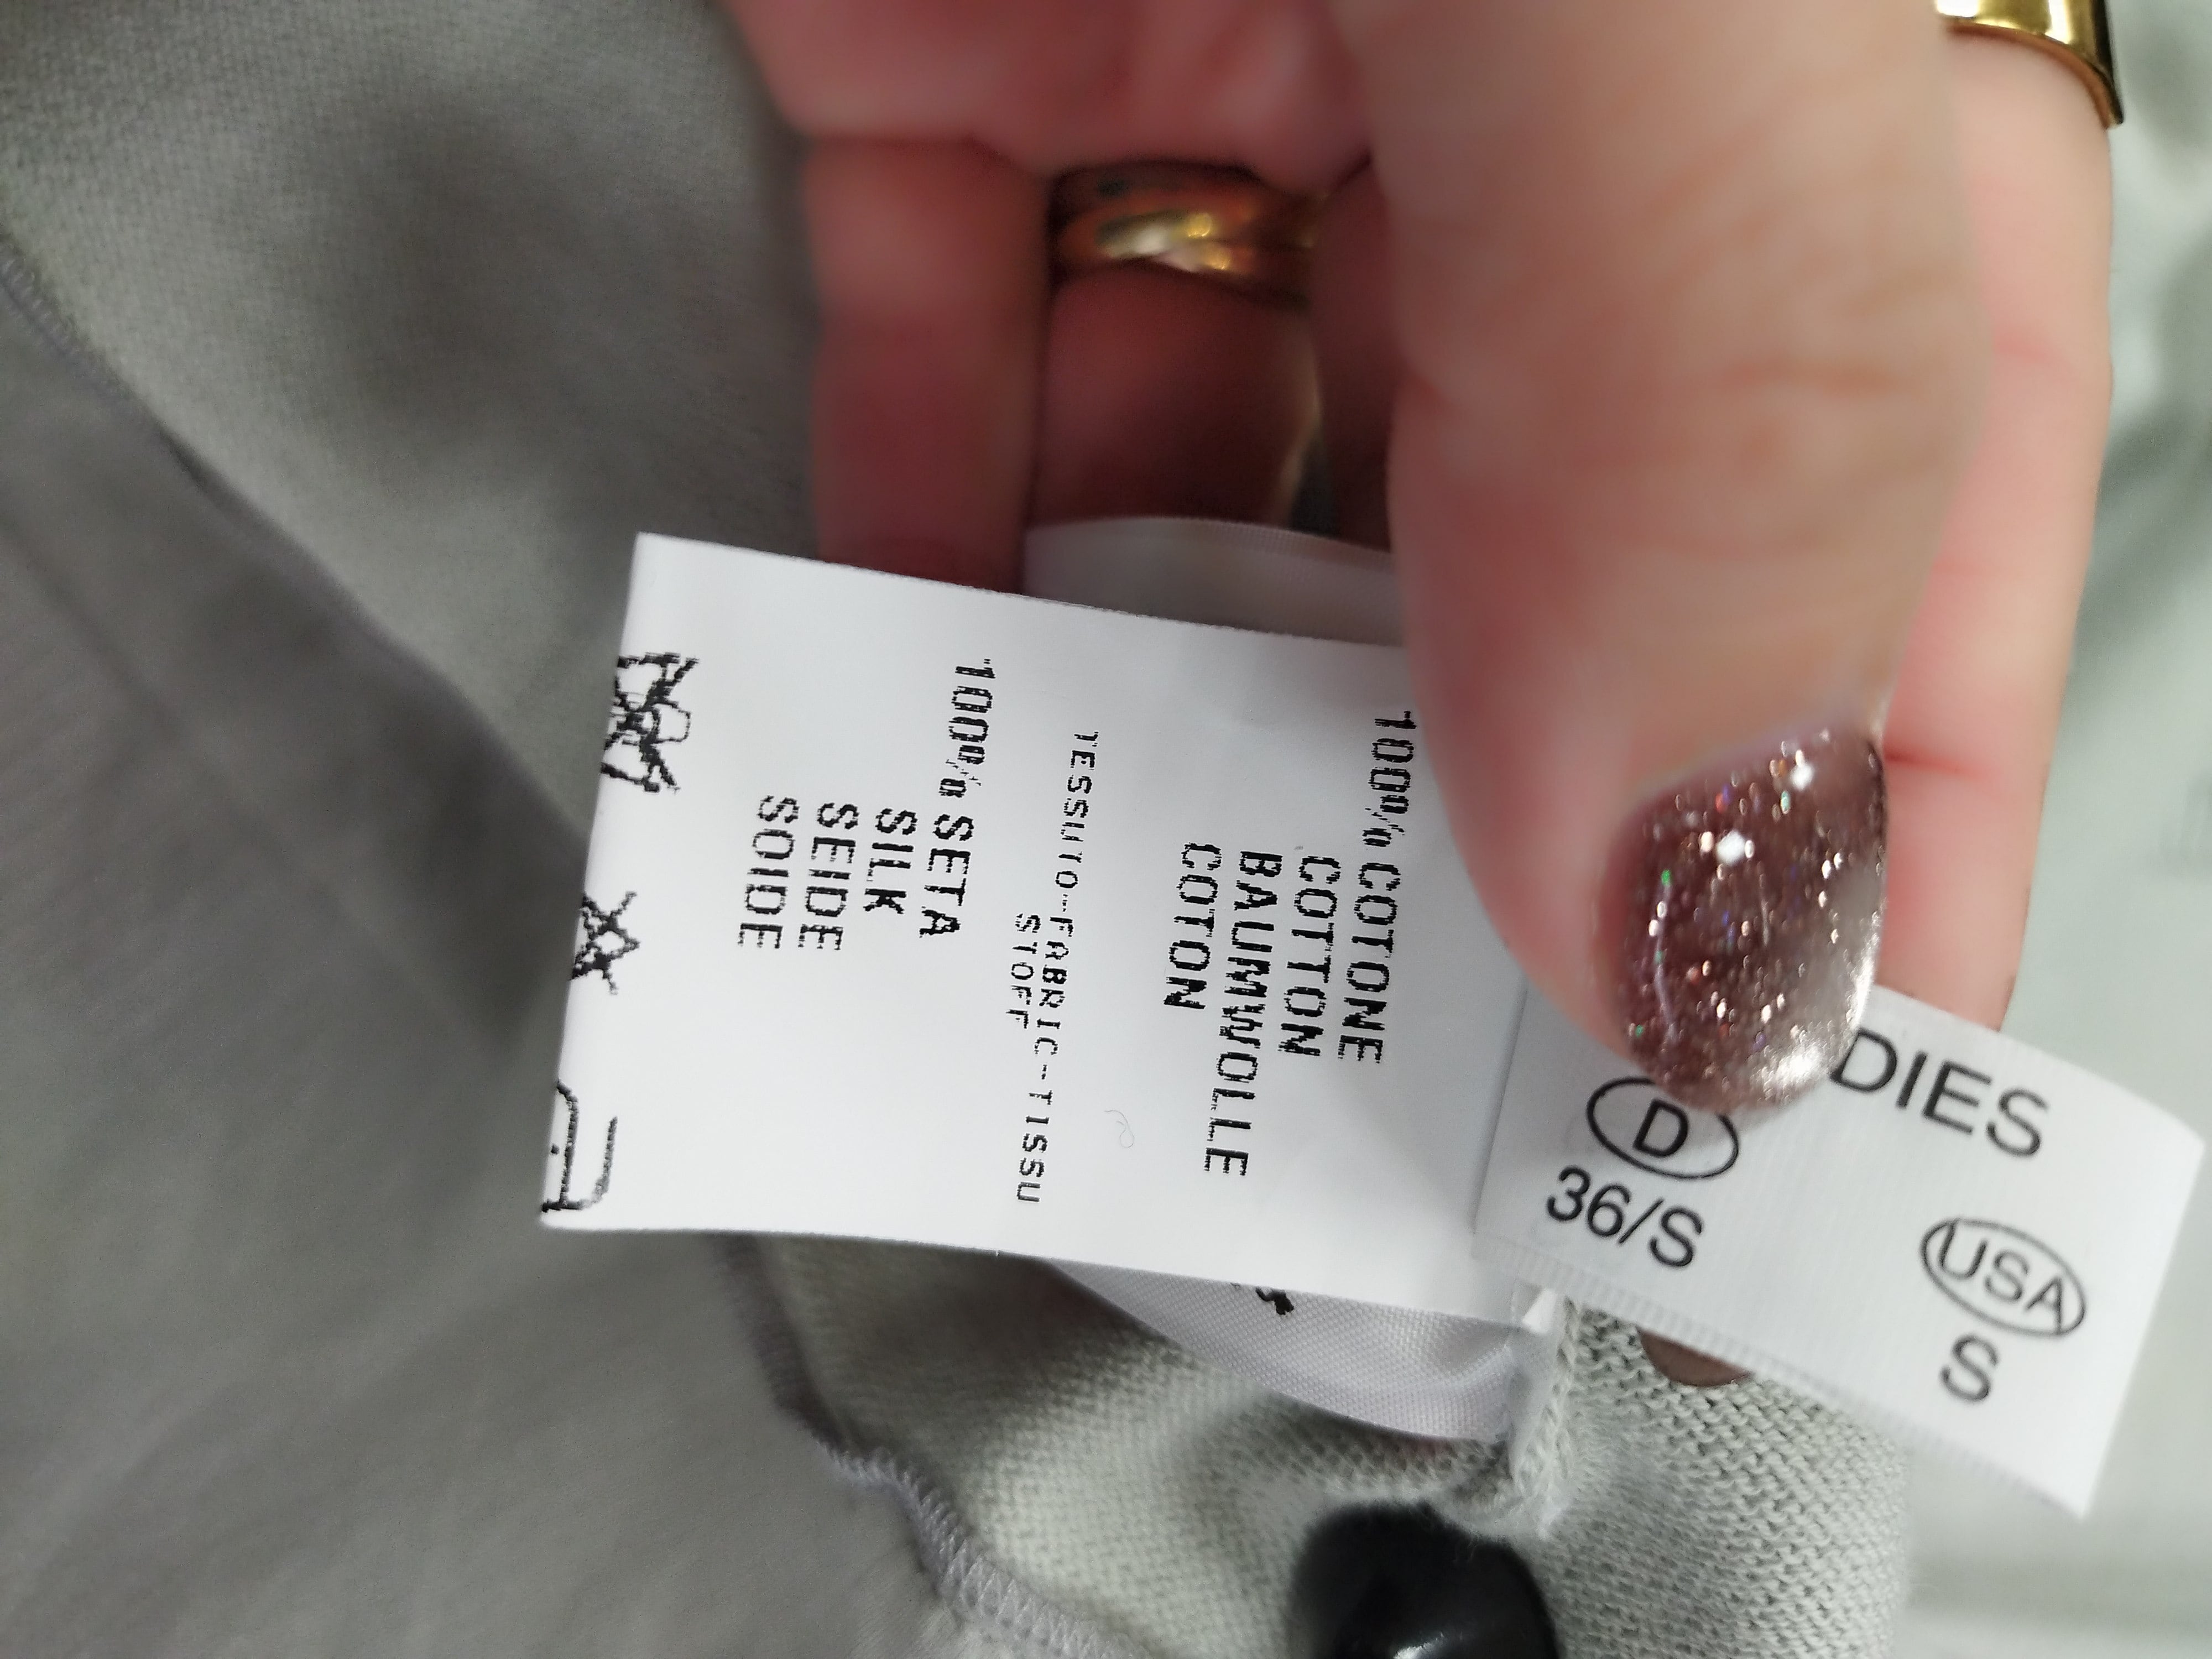 100% COTONE
COTTON
BAUMWOLLE
COTON
TESSUTO-FABRIC-TISSU
STOFF
100% SETA
SILK
SEIDE
SOIDE
DIES
D
36/S
USA
S